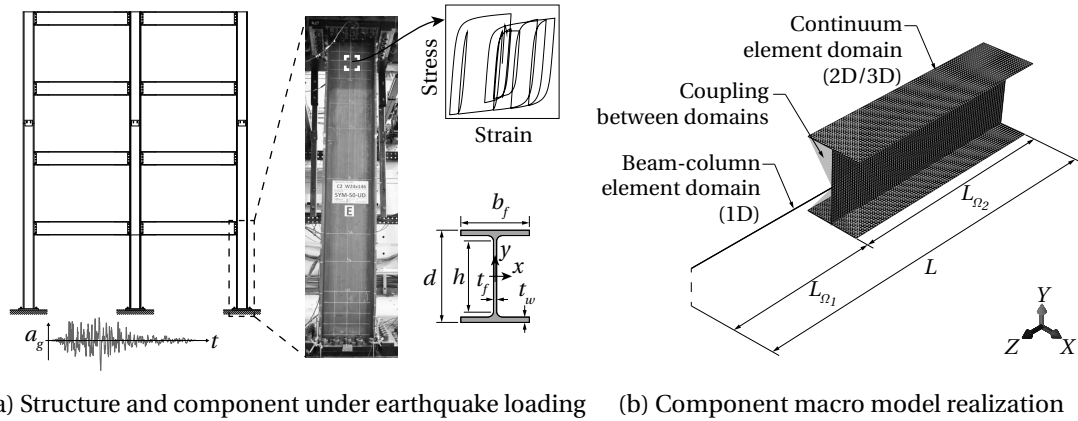 Stress
Strain
C2 W24x146
SYM-50-UD
E
b_f
d
h
t_f
y
x
t_w
a_g
t
a) Structure and component under earthquake loading
Continuum
element domain
(2D/3D)
Coupling
between domains
Beam-column
element domain
(1D)
L_Ω2
L
L_Ω1
Y
Z
X
(b) Component macro model realization